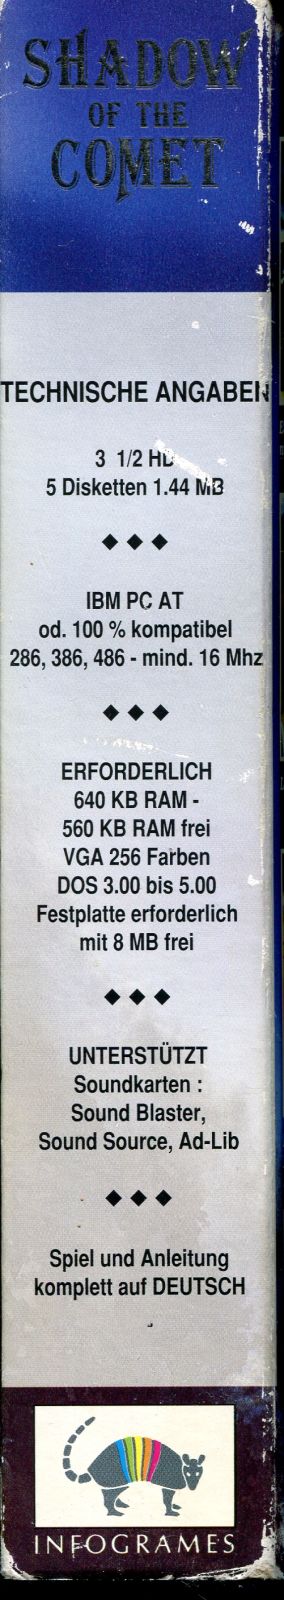 SHADOW
OF THE
COMET
TECHNISCHE ANGABEN
3 1/2 HD
5 Disketten 1.44 MB
IBM PC AT
od. 100 % kompatibel
286, 386, 486 - mind. 16 Mhz
ERFORDERLICH
640 KB RAM -
560 KB RAM frei
VGA 256 Farben
DOS 3.00 bis 5.00
Festplatte erforderlich
mit 8 MB frei
UNTERSTÜTZT
Soundkarten :
Sound Blaster,
Sound Source, Ad-Lib
Spiel und Anleitung
komplett auf DEUTSCH
INFOGRAMES